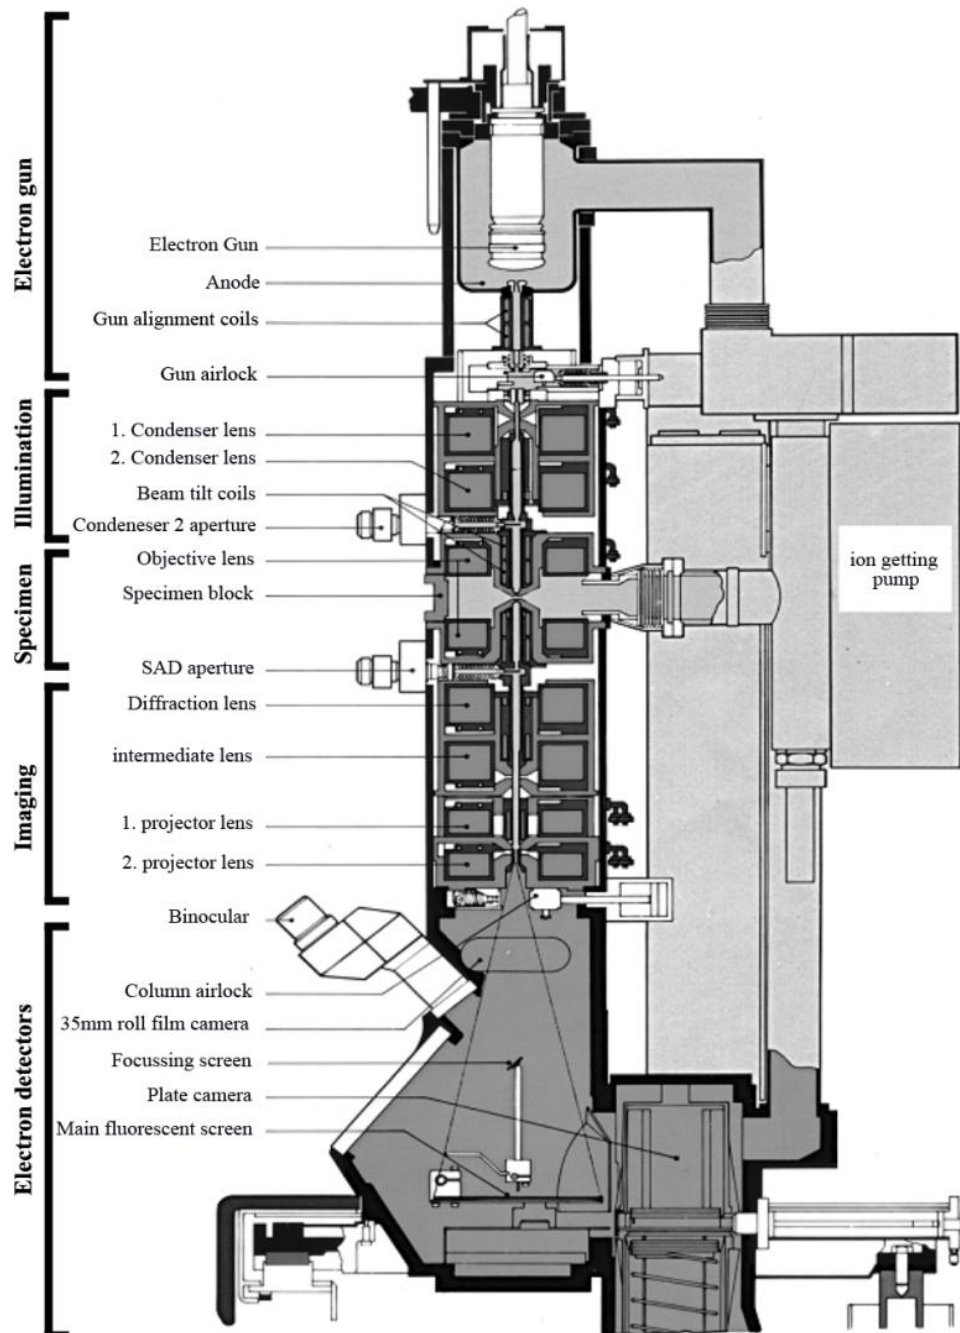 Electron gun
Electron Gun
Anode
Gun alignment coils
Gun airlock
Illumination
1. Condenser lens
2. Condenser lens
Beam tilt coils
Condeneser 2 aperture
Specimen
Objective lens
Specimen block
SAD aperture
ion getting
pump
Imaging
Diffraction lens
intermediate lens
1. projector lens
2. projector lens
Electron detectors
Binocular
Column airlock
35mm roll film camera
Focussing screen
Plate camera
Main fluorescent screen